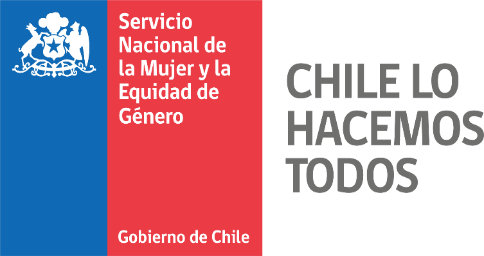 Servicio
Nacional de
la Mujer y la
Equidad de
Género
Gobierno de Chile
CHILE LO
HACEMOS
TODOS